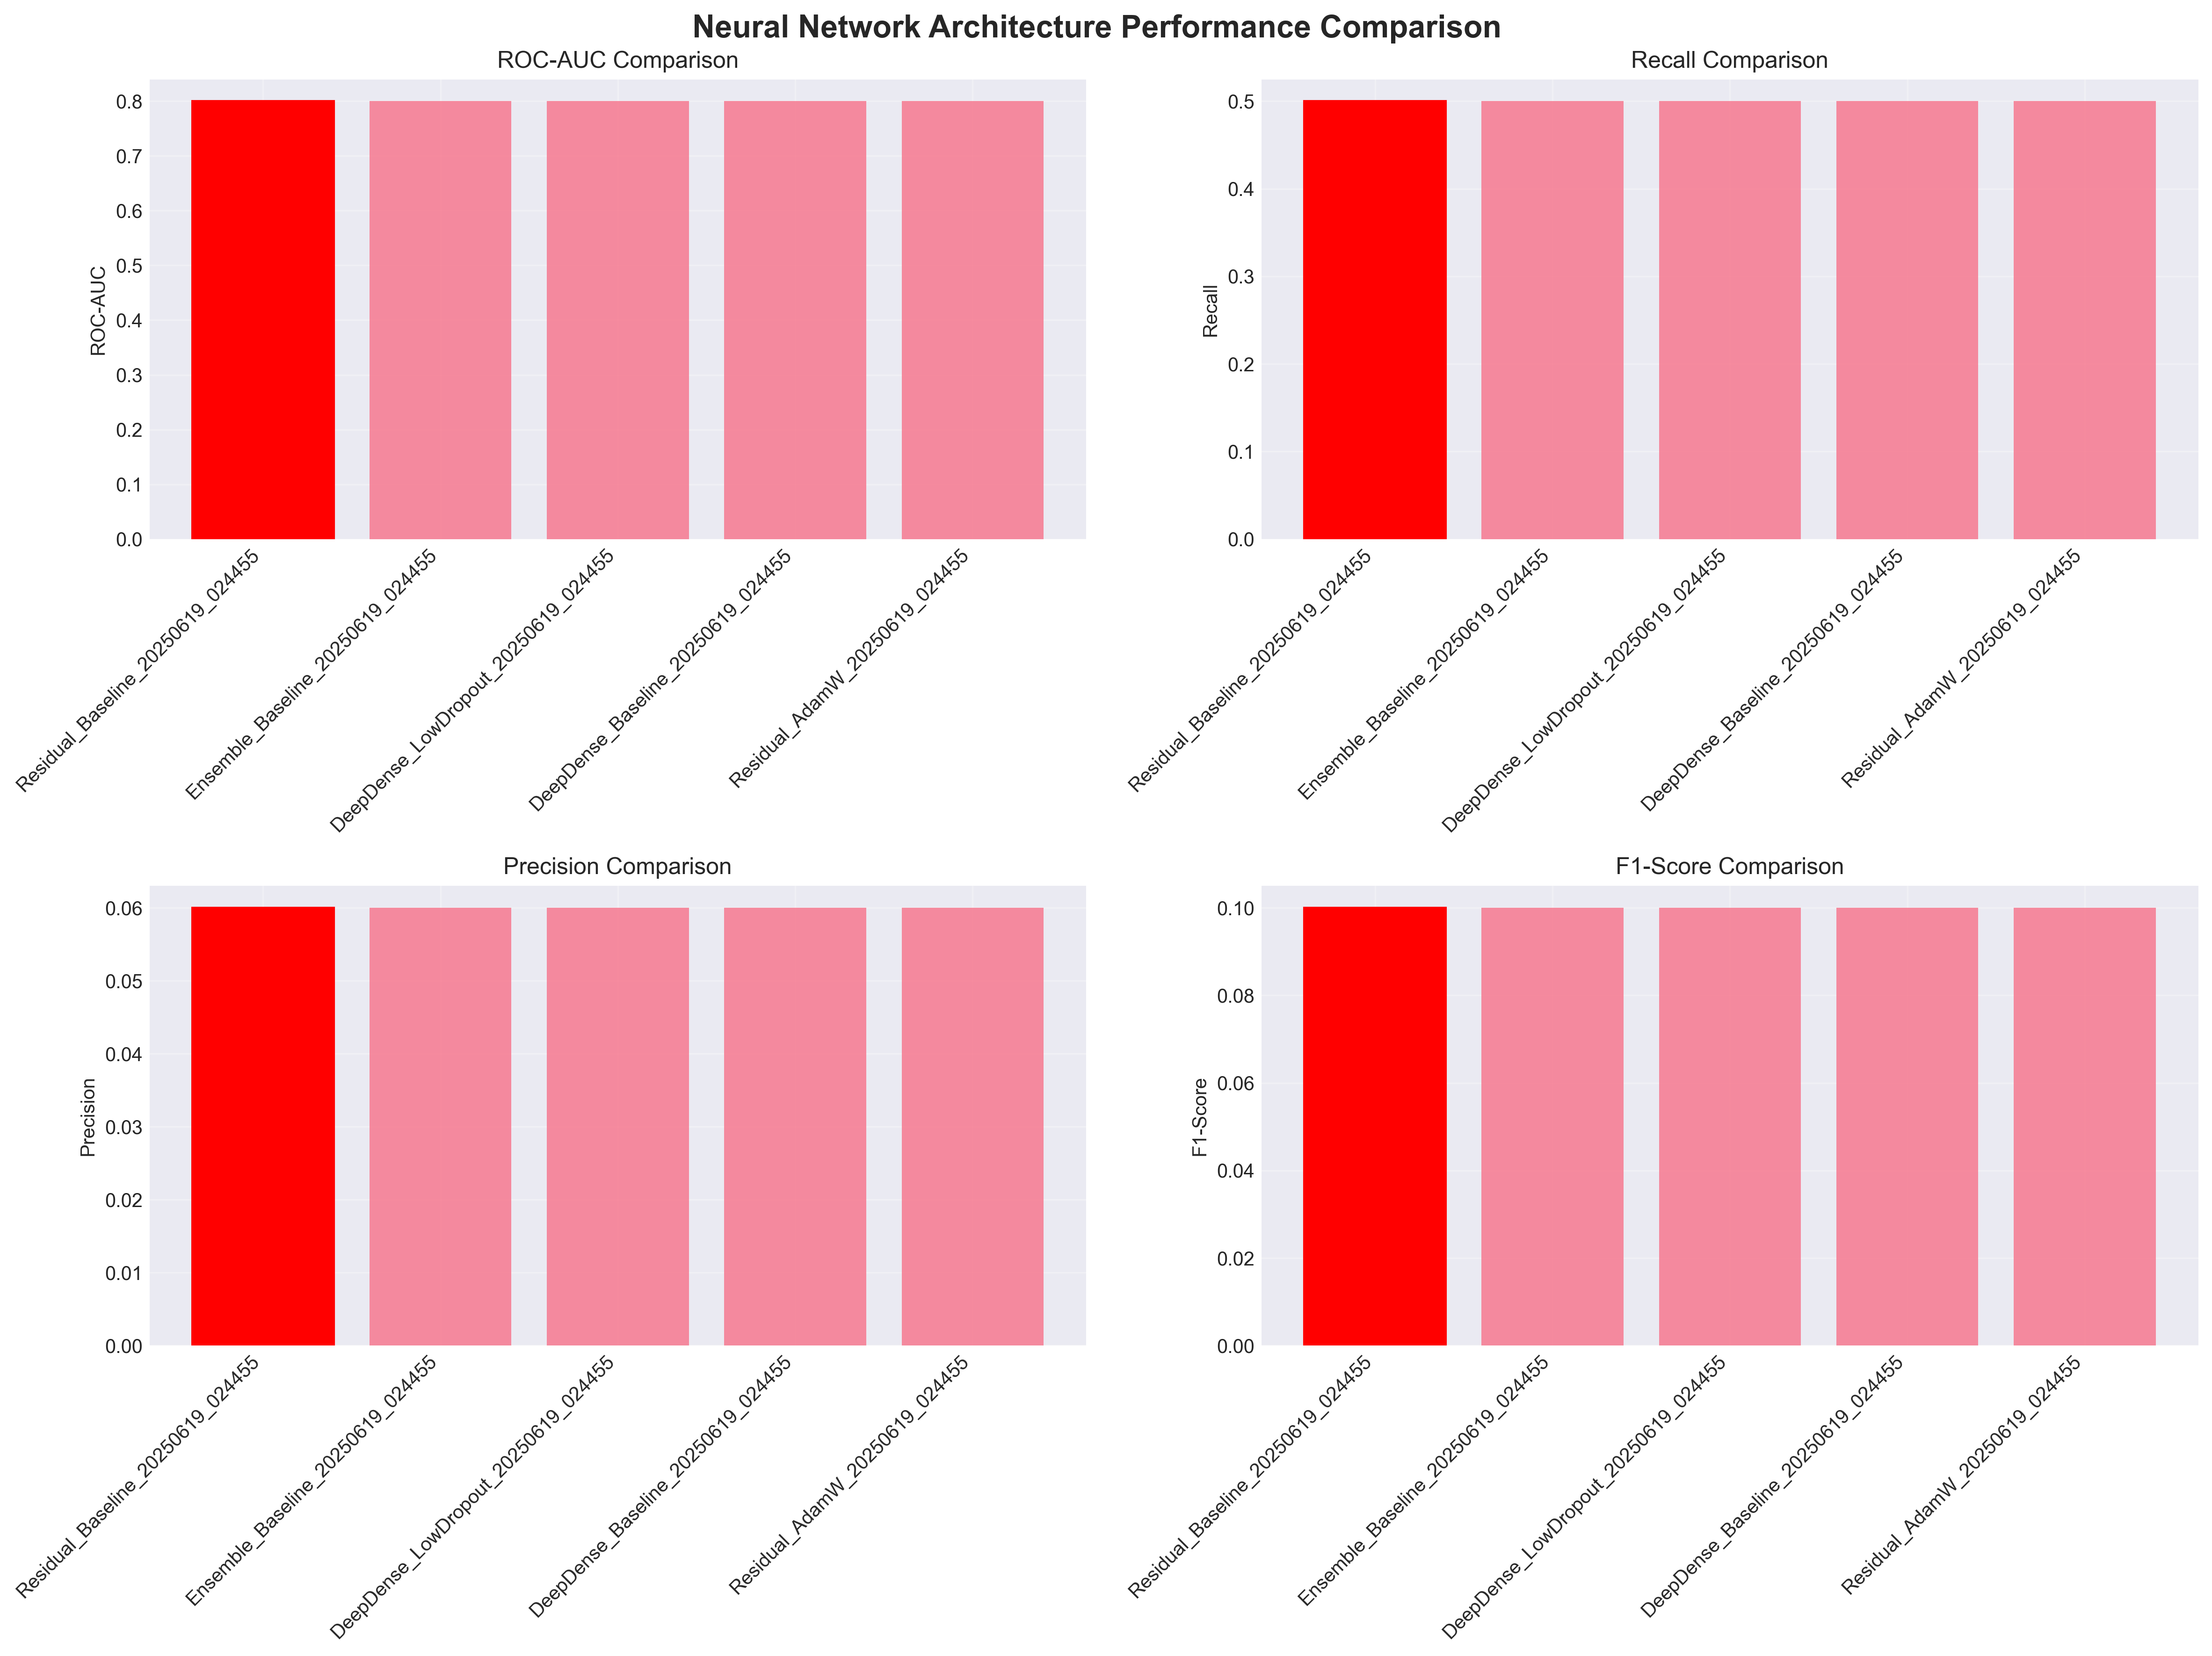 Neural Network Architecture Performance Comparison
ROC-AUC Comparison
ROC-AUC
0.8
0.7
0.6
0.5
0.4
0.3
0.2
0.1
0.0
Residual_Baseline_20250619_024455
Ensemble_Baseline_20250619_024455
DeepDense_LowDropout_20250619_024455
DeepDense_Baseline_20250619_024455
Residual_AdamW_20250619_024455
Recall Comparison
Recall
0.5
0.4
0.3
0.2
0.1
0.0
Residual_Baseline_20250619_024455
Ensemble_Baseline_20250619_024455
DeepDense_LowDropout_20250619_024455
DeepDense_Baseline_20250619_024455
Residual_AdamW_20250619_024455
Precision Comparison
Precision
0.06
0.05
0.04
0.03
0.02
0.01
0.00
Residual_Baseline_20250619_024455
Ensemble_Baseline_20250619_024455
DeepDense_LowDropout_20250619_024455
DeepDense_Baseline_20250619_024455
Residual_AdamW_20250619_024455
F1-Score Comparison
F1-Score
0.10
0.08
0.06
0.04
0.02
0.00
Residual_Baseline_20250619_024455
Ensemble_Baseline_20250619_024455
DeepDense_LowDropout_20250619_024455
DeepDense_Baseline_20250619_024455
Residual_AdamW_20250619_024455